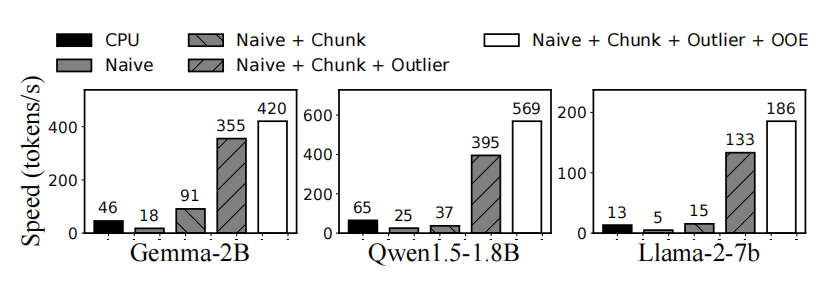 CPU
Naive
Naive + Chunk
Naive + Chunk + Outlier
Naive + Chunk + Outlier + OOE
Speed (tokens/s)
400
200
0
46
18
91
355
420
Gemma-2B
600
400
200
0
65
25
37
395
569
Qwen1.5-1.8B
200
100
0
13
5
15
133
186
Llama-2-7b